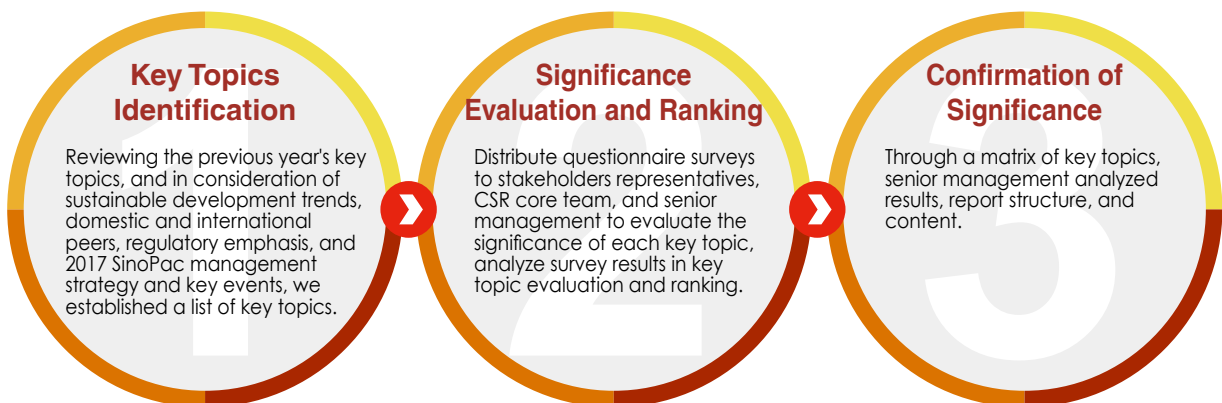 1
Key Topics
Identification
Reviewing the previous year's key
topics, and in consideration of
sustainable development trends,
domestic and international
peers, regulatory emphasis, and
2017 SinoPac management
strategy and key events, we
established a list of key topics.
2
Significance
Evaluation and Ranking
Distribute questionnaire surveys
to stakeholders representatives,
CSR core team, and senior
management to evaluate the
significance of each key topic,
analyze survey results in key
topic evaluation and ranking.
3
Confirmation of
Significance
Through a matrix of key topics,
senior management analyzed
results, report structure, and
content.